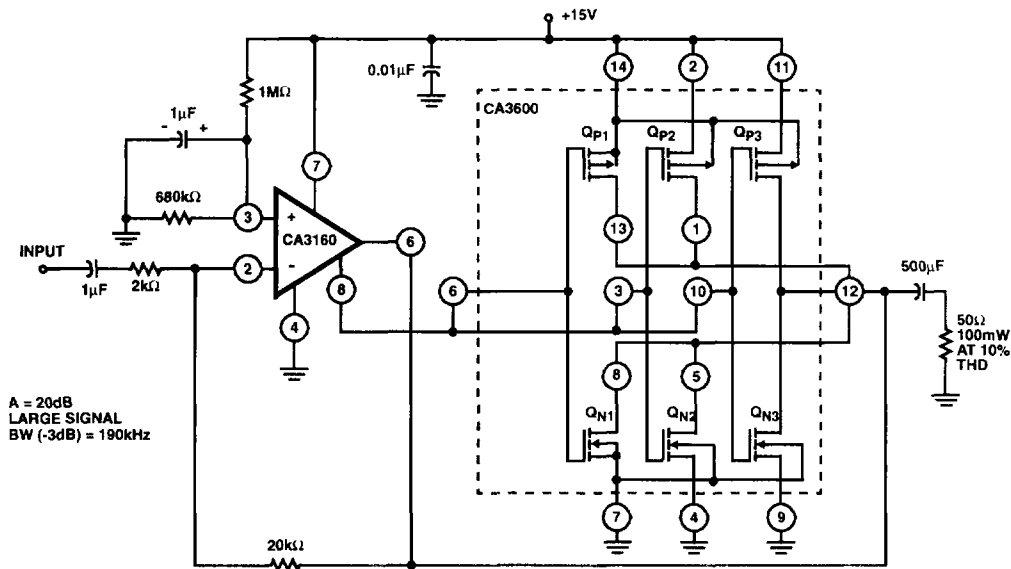 +15V
14
2
11
0.01µF
CA3600
1MΩ
1µF
- +
QP1
QP2
QP3
7
680kΩ
3
+
CA3160
6
13
1
INPUT
2
-
8
6
3
10
12
500µF
1µF
2kΩ
4
50Ω
100mW
AT 10%
THD
8
5
A = 20dB
LARGE SIGNAL
BW (-3dB) = 190kHz
QN1
QN2
QN3
7
4
9
20kΩ